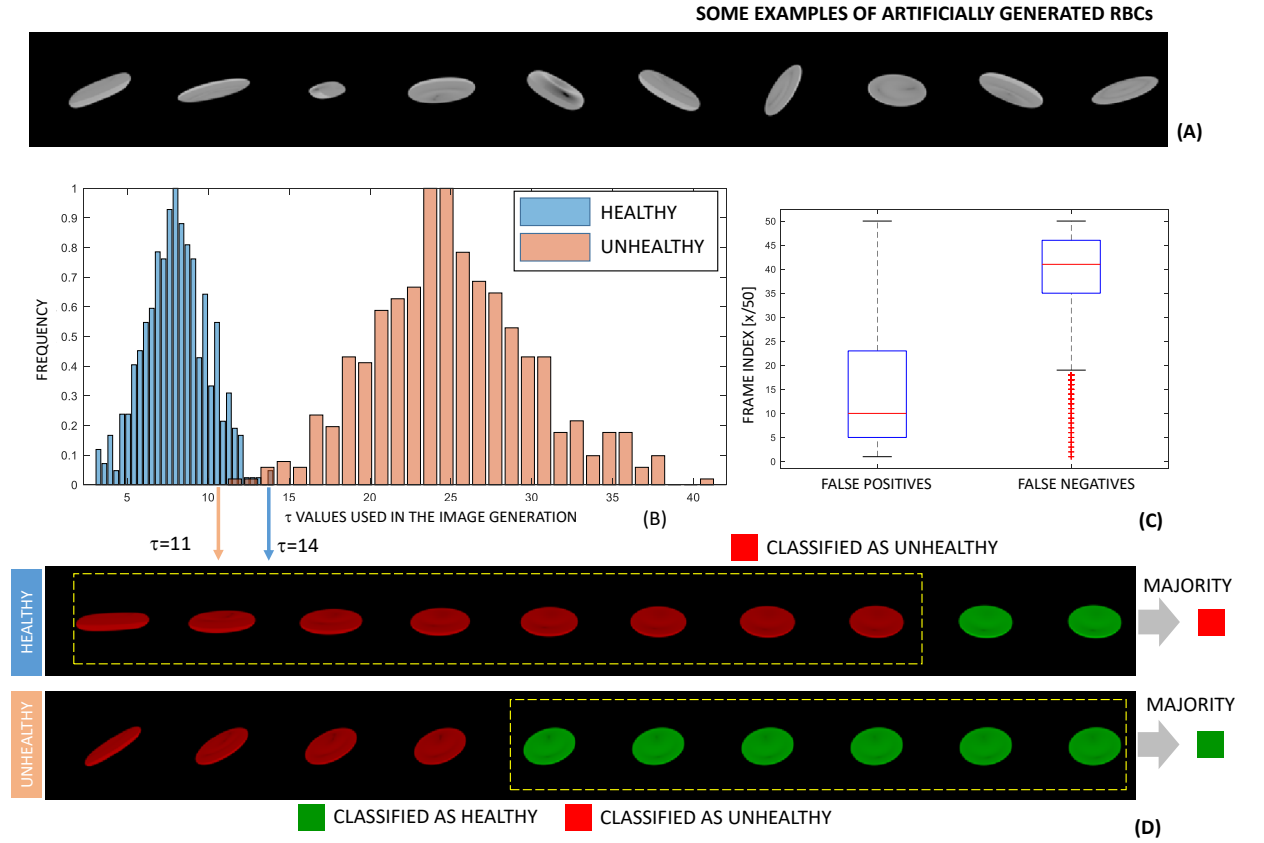 SOME EXAMPLES OF ARTIFICIALLY GENERATED RBCs
(A)
1
0.9
0.8
0.7
0.6
0.5
0.4
0.3
0.2
0.1
0
FREQUENCY
HEALTHY
UNHEALTHY
5 10 15 20 25 30 35 40
τ VALUES USED IN THE IMAGE GENERATION
(B)
50
45
40
35
30
25
20
15
10
5
0
FRAME INDEX [x/50]
FALSE POSITIVES FALSE NEGATIVES
(C)
τ=11
τ=14
CLASSIFIED AS UNHEALTHY
HEALTHY
MAJORITY
UNHEALTHY
MAJORITY
CLASSIFIED AS HEALTHY
CLASSIFIED AS UNHEALTHY
(D)